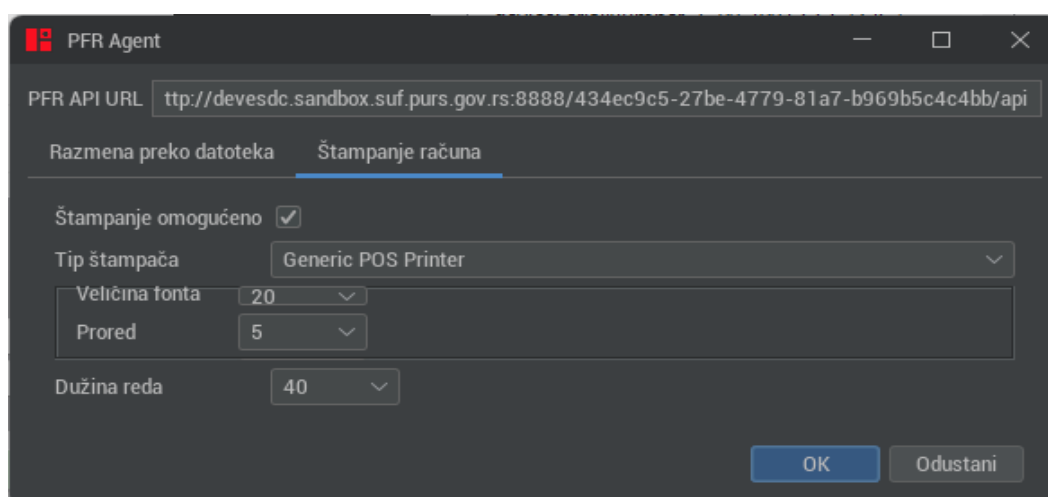 PFR Agent
PFR API URL ttp://devesdc.sandbox.suf.purs.gov.rs:8888/434ec9c5-27be-4779-81a7-b969b5c4c4bb/api
Razmena preko datoteka Štampanje računa
Štampanje omogućeno
Tip štampača Generic POS Printer
Veličina fonta 20
Prored 5
Dužina reda 40
OK Odustani